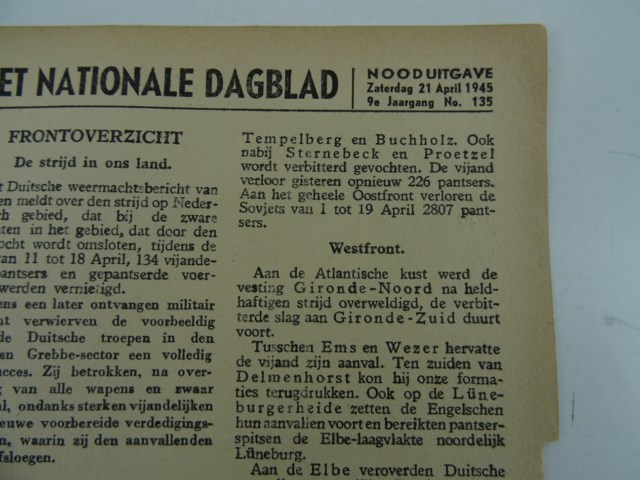 ET NATIONALE DAGBLAD
NOODUITGAVE
Zaterdag 21 April 1945
9e Jaargang No. 135
FRONTOVERZICHT
De strijd in ons land.
Duitsche weermachtsbericht van
en meldt over den strijd op Neder-
ch gebied, dat bij de zware
ten in het gebied, dat door den
ocht wordt omsloten, tijdens de
van 11 tot 18 April, 134 vijande-
pantsers en gepantserde voer-
werden vernietigd.
ens een later ontvangen militair
ht verwierven de voorbeeldig
de Duitsche troepen in den
en Grebbe-sector een volledig
ucces. Zij betrokken, na over-
g van alle wapens en zwaar
al, ondanks sterken vijandelijken
euwe voorbereide verdedigings-
en, waarin zij den aanvallenden
fsloegen.
Tempelberg en Buchholz. Ook
nabij Sternebeck en Proetzel
wordt verbitterd gevochten. De vijand
verloor gisteren opnieuw 226 pantsers.
Aan het geheele Oostfront verloren de
Sovjets van 1 tot 19 April 2807 pant-
sers.
Westfront.
Aan de Atlantische kust werd de
vesting Gironde-Noord na held-
haftigen strijd overweldigd, de verbit-
terde slag aan Gironde-Zuid duurt
voort.
Tusschen Ems en Wezer hervatte
de vijand zijn aanval. Ten zuiden van
Delmenhorst kon hij onze forma-
ties terugdrukken. Ook op de Lüne-
burgerheide zetten de Engelschen
hun aanvallen voort en bereikten pantser-
spitsen de Elbe-laagvlakte noordelijk
Lüneburg.
Aan de Elbe veroverden Duitsche